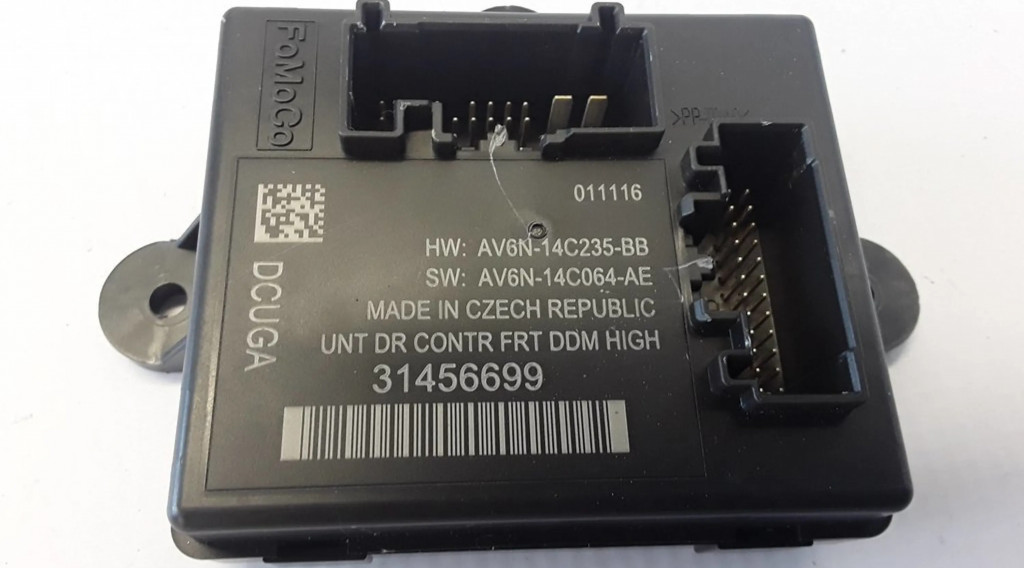 FoMoCo
>PP
011116
HW: AV6N-14C235-BB
SW: AV6N-14C064-AE
MADE IN CZECH REPUBLIC
UNT DR CONTR FRT DDM HIGH
31456699
DCUGA